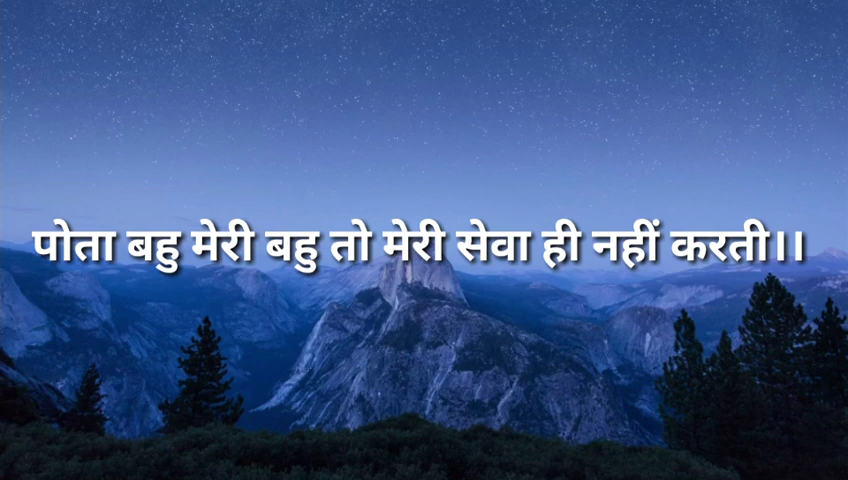 पोता बहु मेरी बहु तो मेरी सेवा ही नहीं करती।।